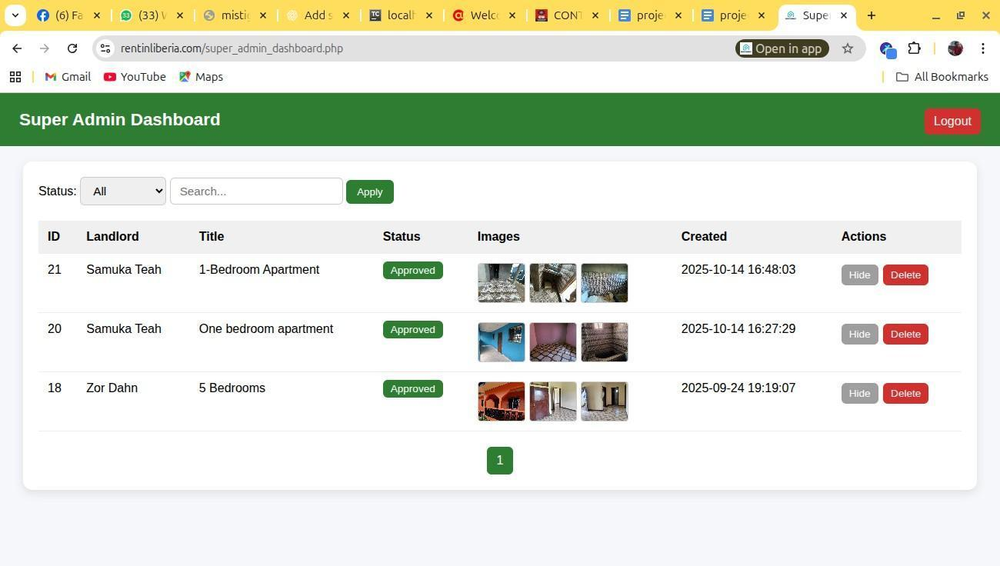 (6) Fa
33 (33) W
misti
Add s
TC localh
Welc
CONT
proje
proje
Supe
rentinliberia.com/super_admin_dashboard.php
Open in app
Gmail
YouTube
Maps
All Bookmarks
Super Admin Dashboard
Logout
Status: All Search... Apply
ID Landlord Title Status Images Created Actions
21 Samuka Teah 1-Bedroom Apartment Approved 2025-10-14 16:48:03 Hide Delete
20 Samuka Teah One bedroom apartment Approved 2025-10-14 16:27:29 Hide Delete
18 Zor Dahn 5 Bedrooms Approved 2025-09-24 19:19:07 Hide Delete
1